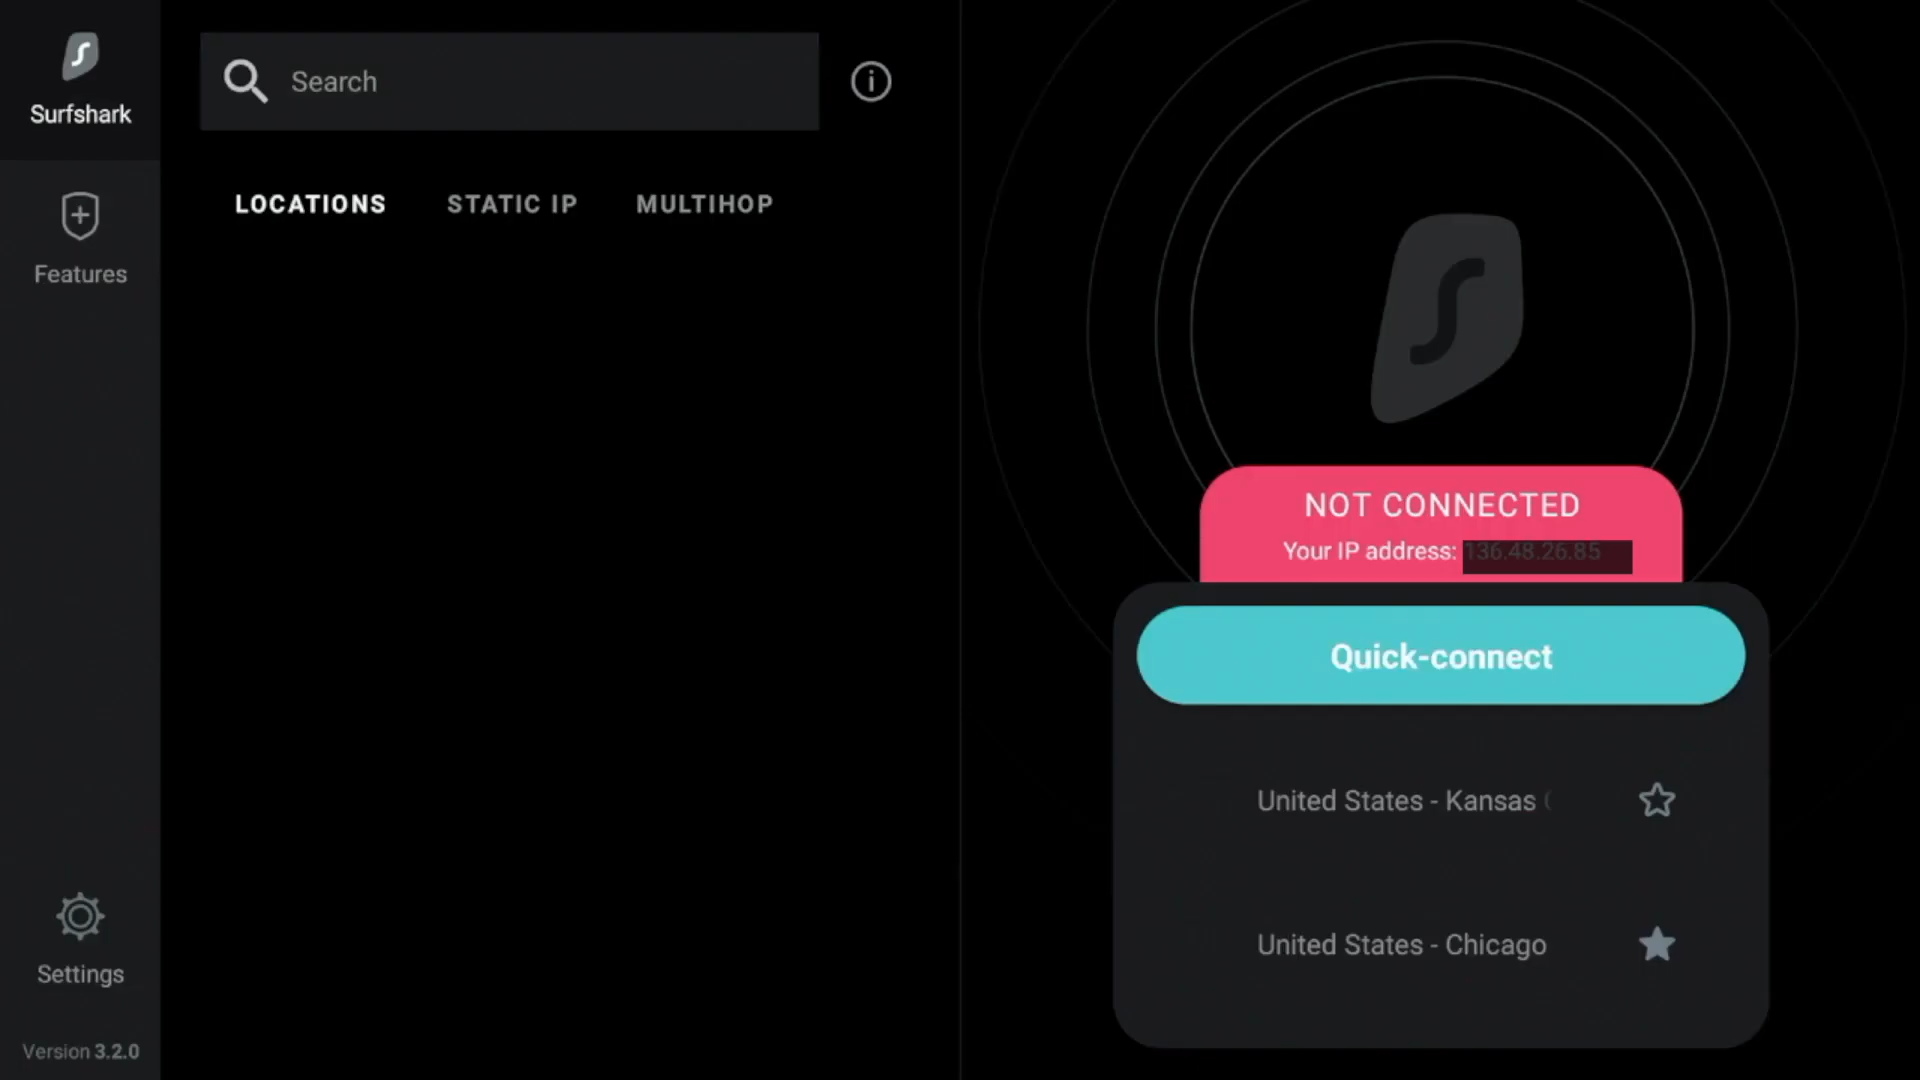 Surfshark
Features
Settings
Version 3.2.0
Search
LOCATIONS STATIC IP MULTIHOP
NOT CONNECTED
Your IP address:
Quick-connect
United States - Kansas
United States - Chicago